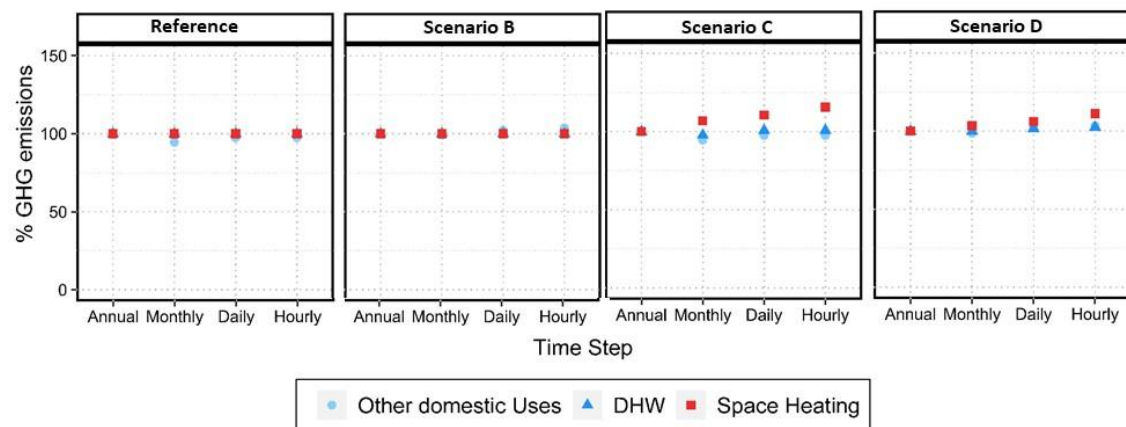 Reference Scenario B Scenario C Scenario D
% GHG emissions
150
100
50
0
Annual Monthly Daily Hourly Annual Monthly Daily Hourly Annual Monthly Daily Hourly Annual Monthly Daily Hourly
Time Step
Other domestic Uses DHW Space Heating